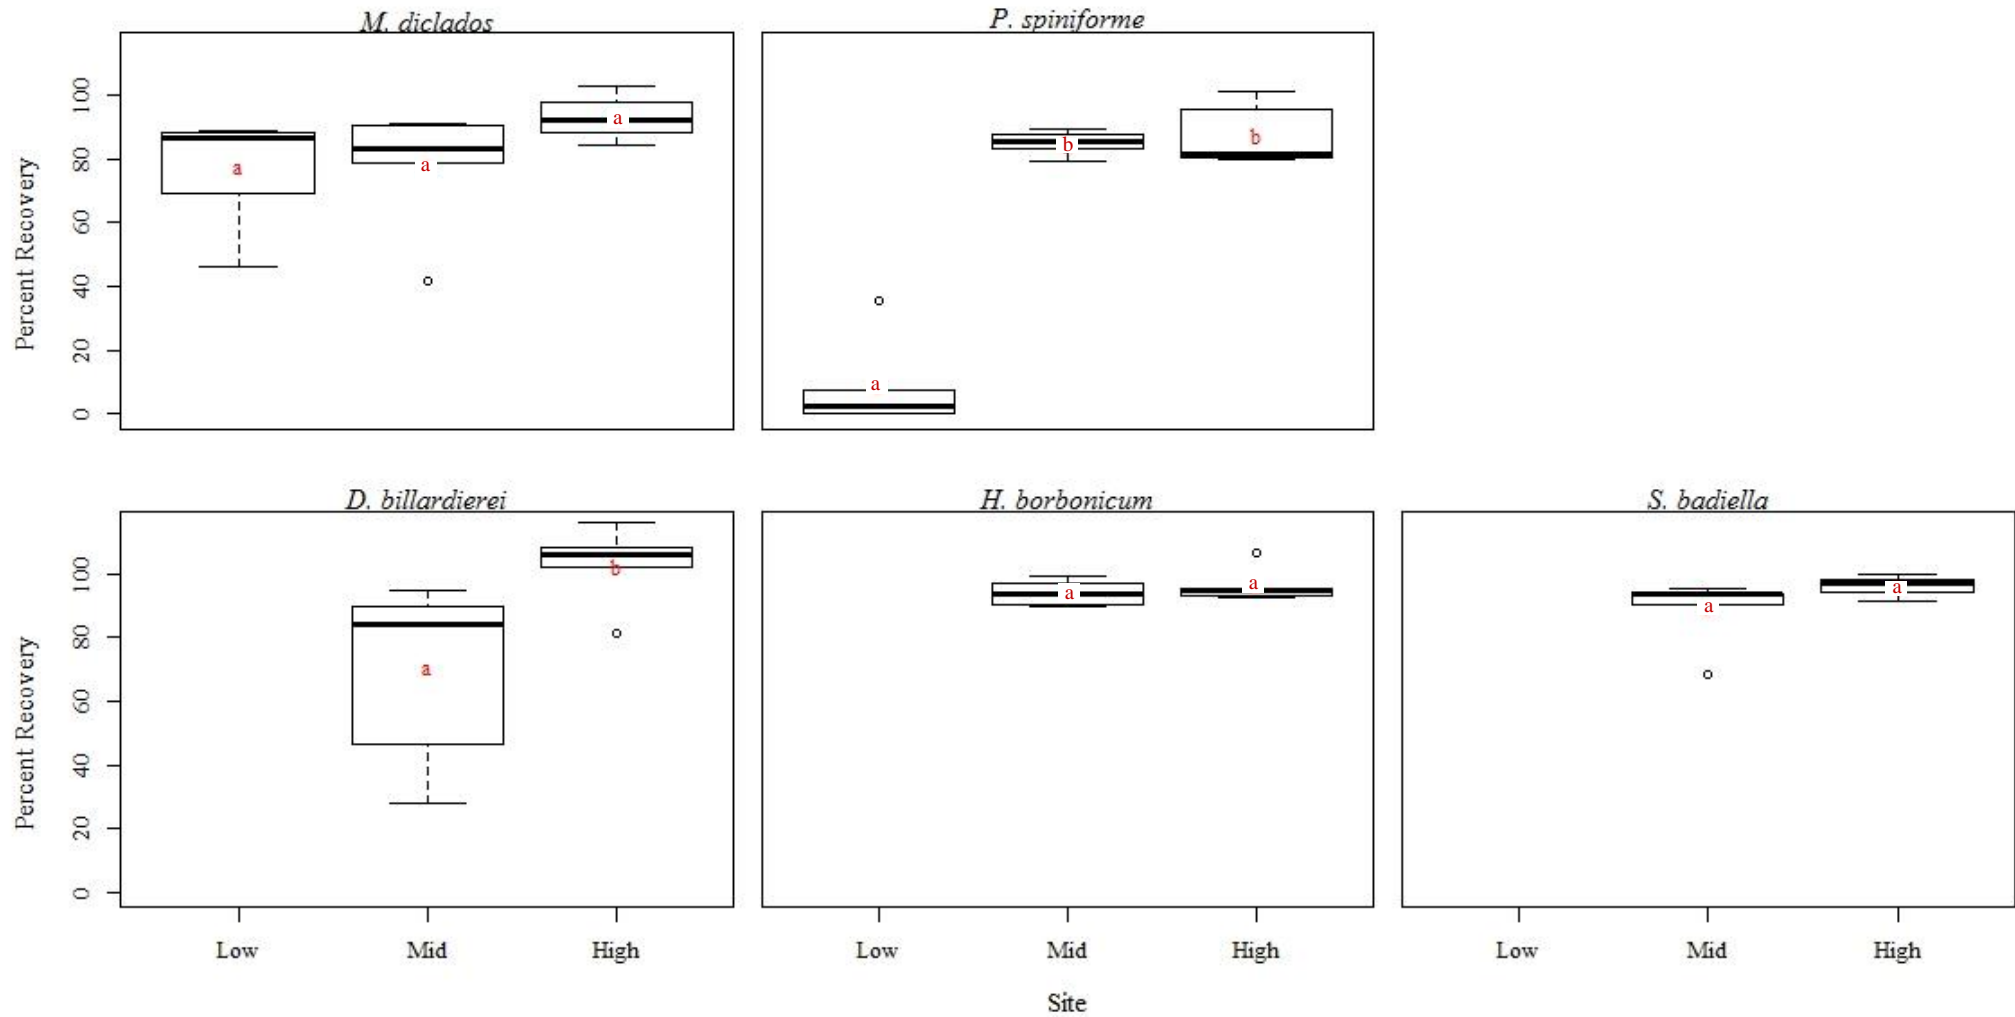 M. diclados
P. spiniforme
Percent Recovery
100
80
60
40
20
0
a
a
a
a
b
b
D. billardierei
H. borbonicum
S. badiella
Percent Recovery
100
80
60
40
20
0
a
b
a
a
a
a
Low Mid High
Low Mid High
Low Mid High
Site